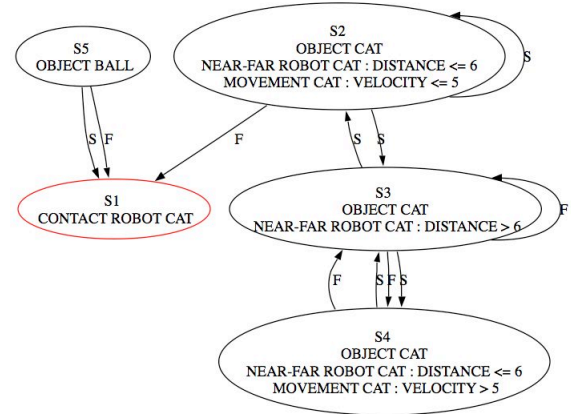 S5
OBJECT BALL
S2
OBJECT CAT
NEAR-FAR ROBOT CAT : DISTANCE <= 6
MOVEMENT CAT : VELOCITY <= 5
S
S
F
F
S
S
S1
CONTACT ROBOT CAT
S3
OBJECT CAT
NEAR-FAR ROBOT CAT : DISTANCE > 6
F
F
S
F
S
S4
OBJECT CAT
NEAR-FAR ROBOT CAT : DISTANCE <= 6
MOVEMENT CAT : VELOCITY > 5